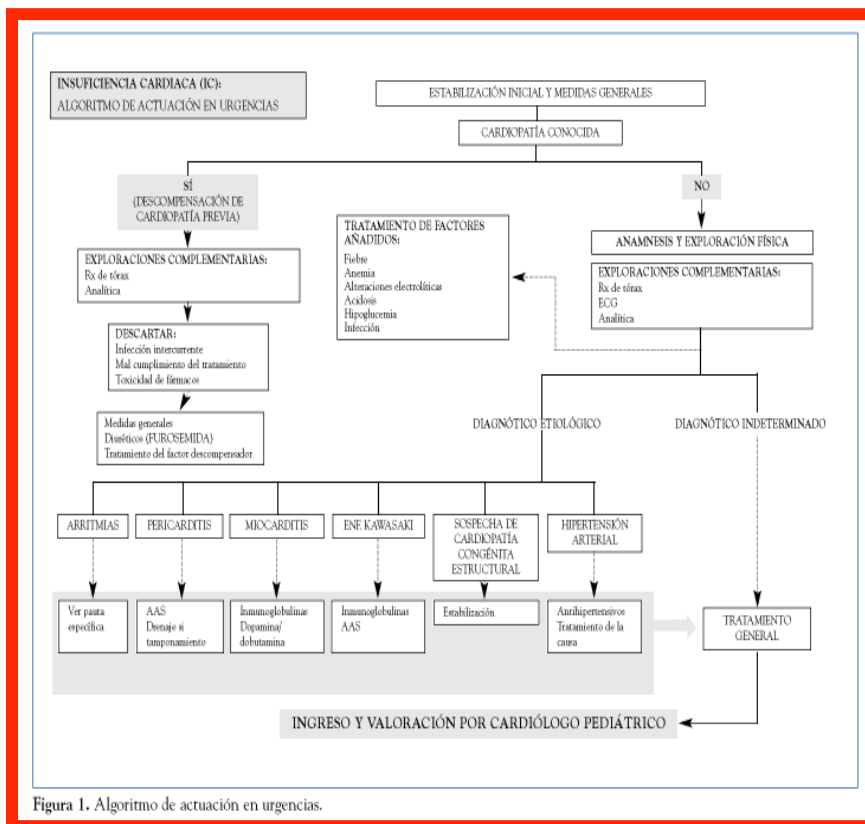 INSUFICIENCIA CARDIACA (IC):
ALGORITMO DE ACTUACIÓN EN URGENCIAS
ESTABILIZACIÓN INICIAL Y MEDIDAS GENERALES
CARDIOPATÍA CONOCIDA
SÍ
(DESCOMPENSACIÓN DE
CARDIOPATÍA PREVIA)
NO
EXPLORACIONES COMPLEMENTARIAS:
Rx de tórax
Analítica
TRATAMIENTO DE FACTORES
AÑADIDOS:
Fiebre
Anemia
Alteraciones electrolíticas
Acidosis
Hipoglucemia
Infección
ANAMNESIS Y EXPLORACIÓN FÍSICA
EXPLORACIONES COMPLEMENTARIAS:
Rx de tórax
ECG
Analítica
DESCARTAR:
Infección intercurrente
Mal cumplimiento del tratamiento
Toxicidad de fármacos
Medidas generales
Diuréticos (FUROSEMIDA)
Tratamiento del factor descompensador
DIAGNÓTICO ETIOLÓGICO
DIAGNÓTICO INDETERMINADO
ARRITMIAS
PERICARDITIS
MIOCARDITIS
ENF. KAWASAKI
SOSPECHA DE
CARDIOPATÍA
CONGÉNITA
ESTRUCTURAL
HIPERTENSIÓN
ARTERIAL
Ver pauta
específica
AAS
Drenaje si
tamponamiento
Inmunoglobulinas
Dopamina/
dobutamina
Inmunoglobulinas
AAS
Estabilización
Antihipertensivos
Tratamiento de la
causa
TRATAMIENTO
GENERAL
INGRESO Y VALORACIÓN POR CARDIÓLOGO PEDIÁTRICO
Figura 1. Algoritmo de actuación en urgencias.